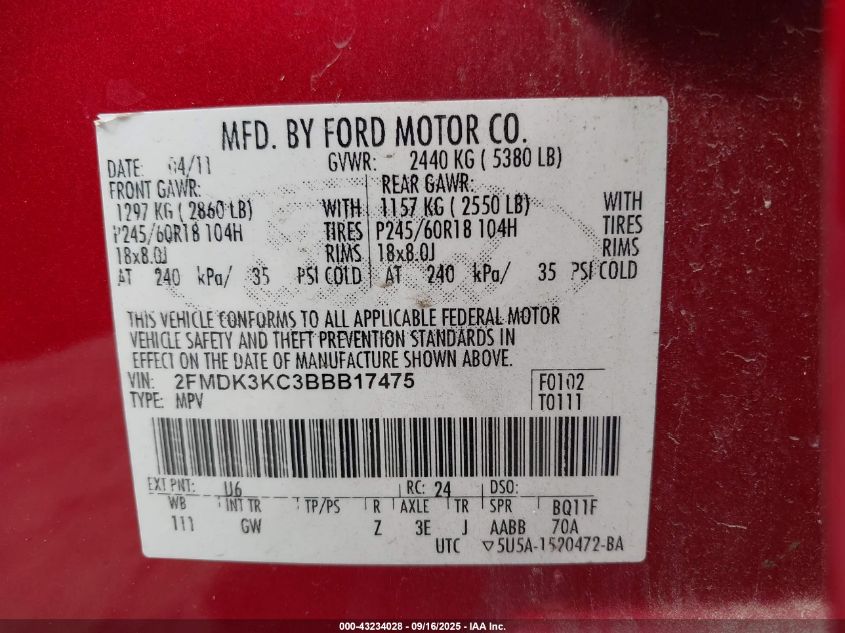 MFD. BY FORD MOTOR CO.
DATE: 04/11 GVWR: 2440 KG ( 5380 LB)
FRONT GAWR: REAR GAWR:
1297 KG ( 2860 LB) WITH 1157 KG ( 2550 LB) WITH
P245/60R18 104H TIRES P245/60R18 104H TIRES
18x8.0J RIMS 18x8.0J RIMS
AT 240 kPa/ 35 PSI COLD AT 240 kPa/ 35 PSI COLD
THIS VEHICLE CONFORMS TO ALL APPLICABLE FEDERAL MOTOR
VEHICLE SAFETY AND THEFT PREVENTION STANDARDS IN
EFFECT ON THE DATE OF MANUFACTURE SHOWN ABOVE.
VIN: 2FMDK3KC3BBB17475 F0102
TYPE: MPV T0111
EXT PNT: U6 RC: 24 DSO:
WB INT TR TP/PS R AXLE TR SPR BQ11F
111 GW Z 3E J AABB 70A
UTC ▽5U5A-1520472-BA
000-43234028 - 09/16/2025 - IAA Inc.